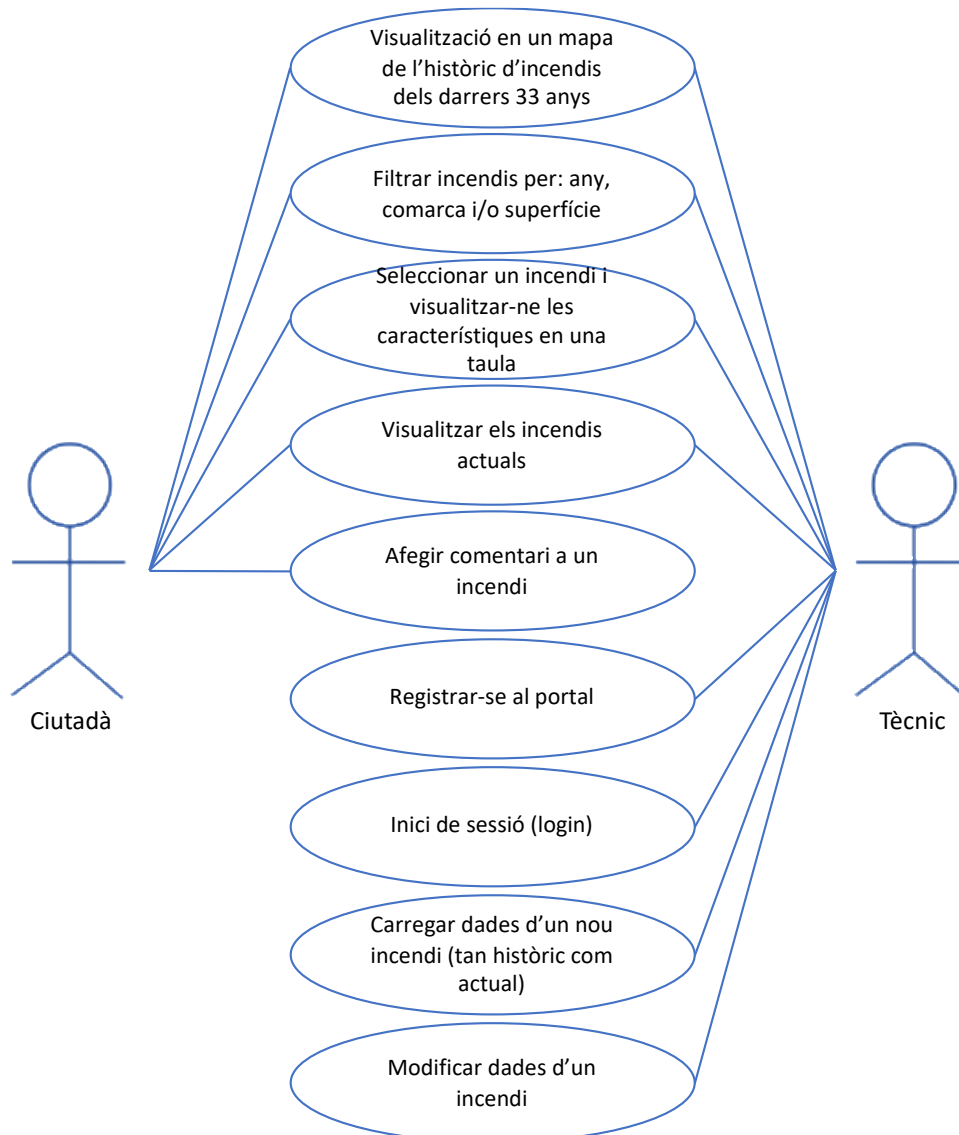 Visualització en un mapa
de l’històric d’incendis
dels darrers 33 anys
Filtrar incendis per: any,
comarca i/o superfície
Seleccionar un incendi i
visualitzar-ne les
característiques en una
taula
Visualitzar els incendis
actuals
Afegir comentari a un
incendi
Registrar-se al portal
Ciutadà
Tècnic
Inici de sessió (login)
Carregar dades d’un nou
incendi (tan històric com
actual)
Modificar dades d’un
incendi